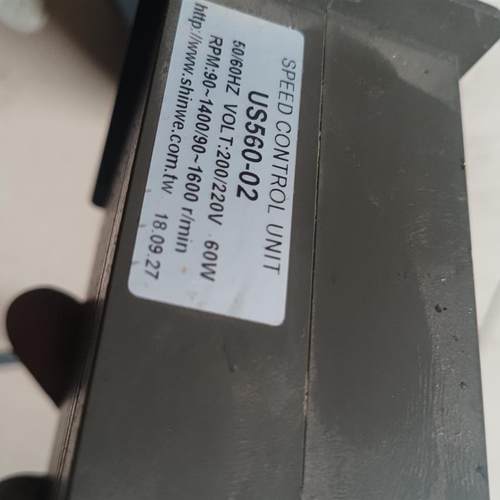 SPEED CONTROL UNIT
US560-02
50/60HZ VOLT:200/220V 60W
RPM:90~1400/90~1600 r/min
http://www.shinwe.com.tw 18.09.27